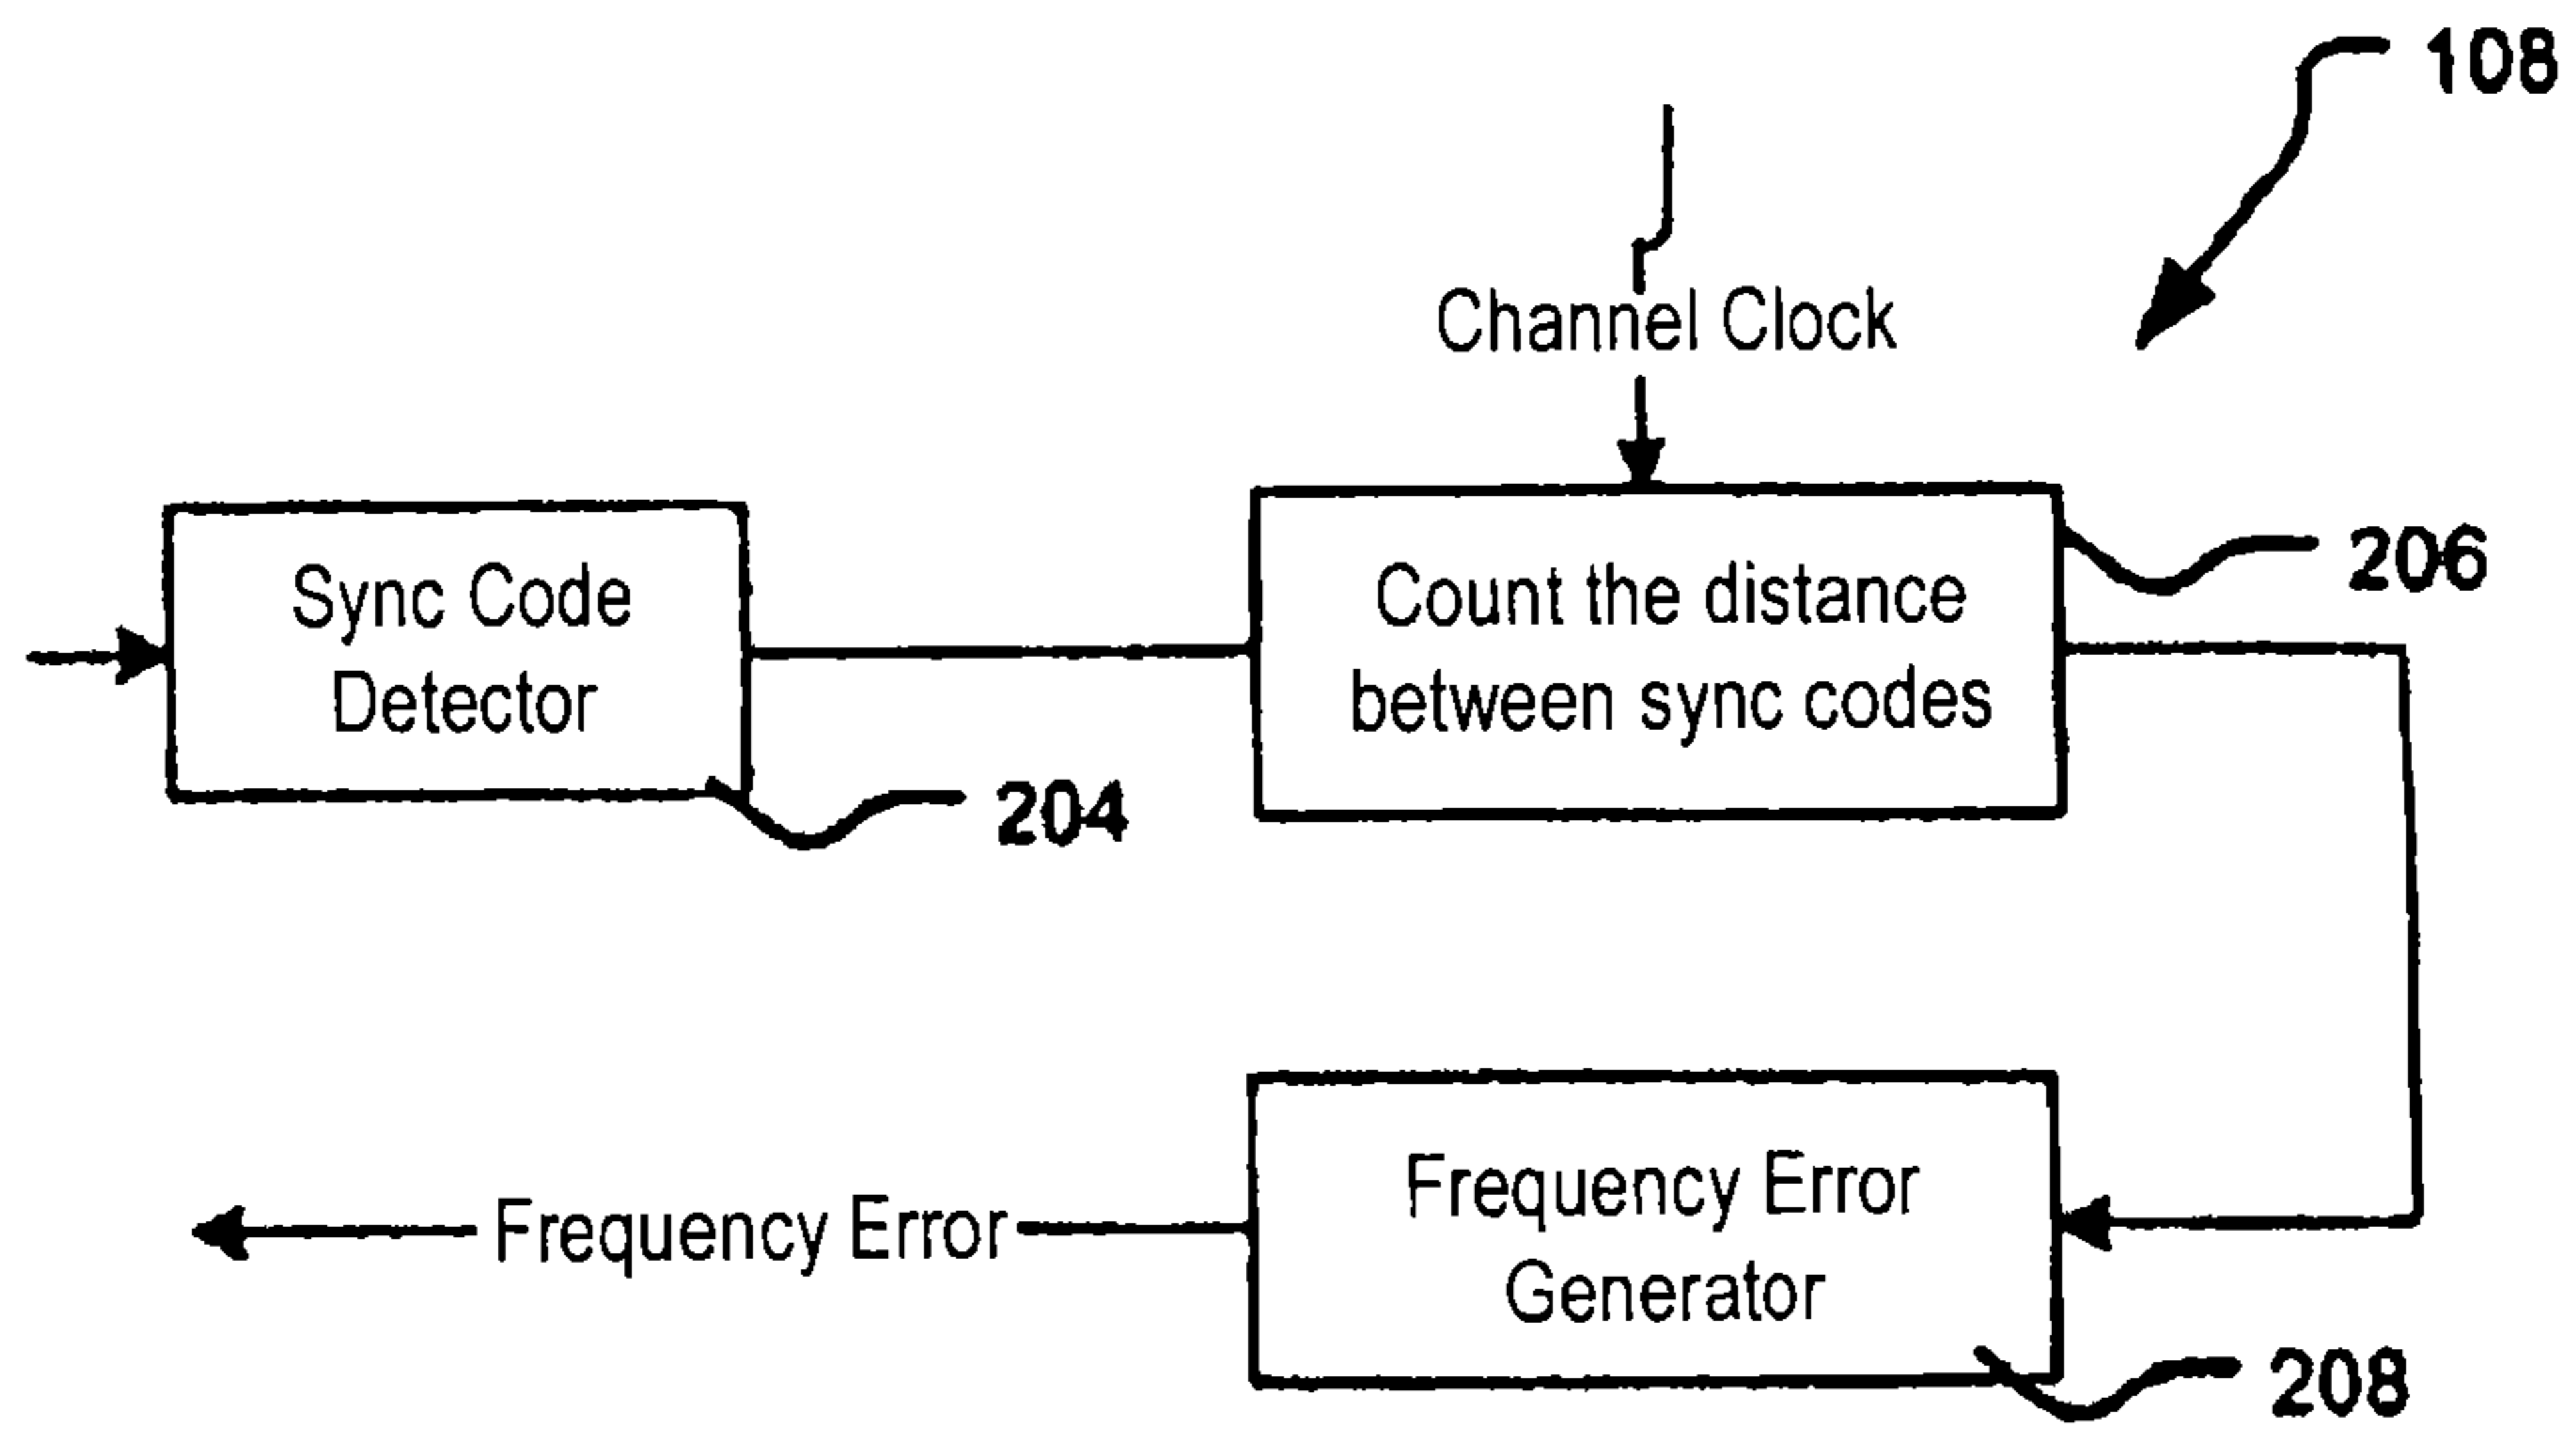 108
Channel Clock
Sync Code
Detector
204
Count the distance
between sync codes
206
Frequency Error
Frequency Error
Generator
208